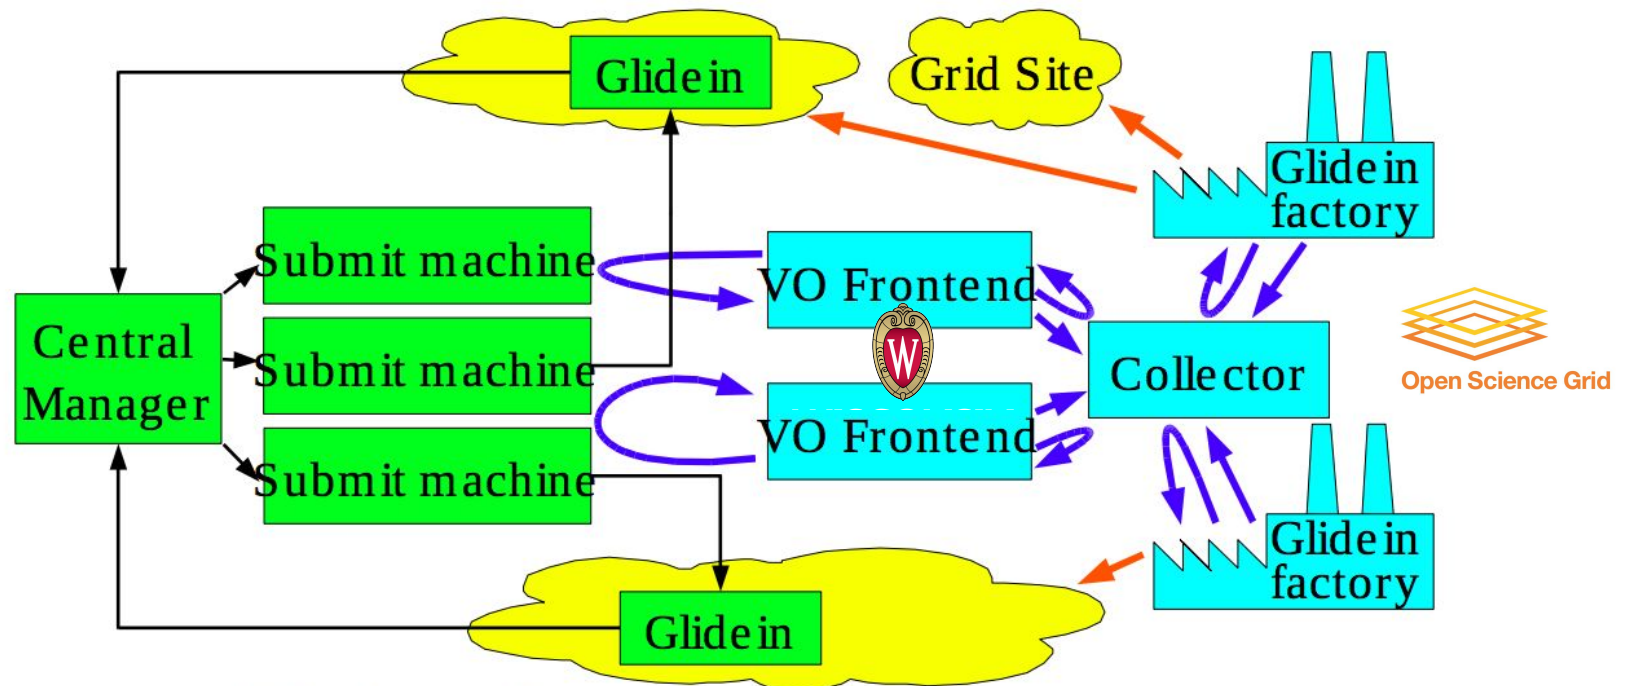 Glidein
Grid Site
Glidein
factory
Submit machine
VO Frontend
Central
Manager
Submit machine
W
Collector
Open Science Grid
Submit machine
VO Frontend
Glidein
factory
Glidein